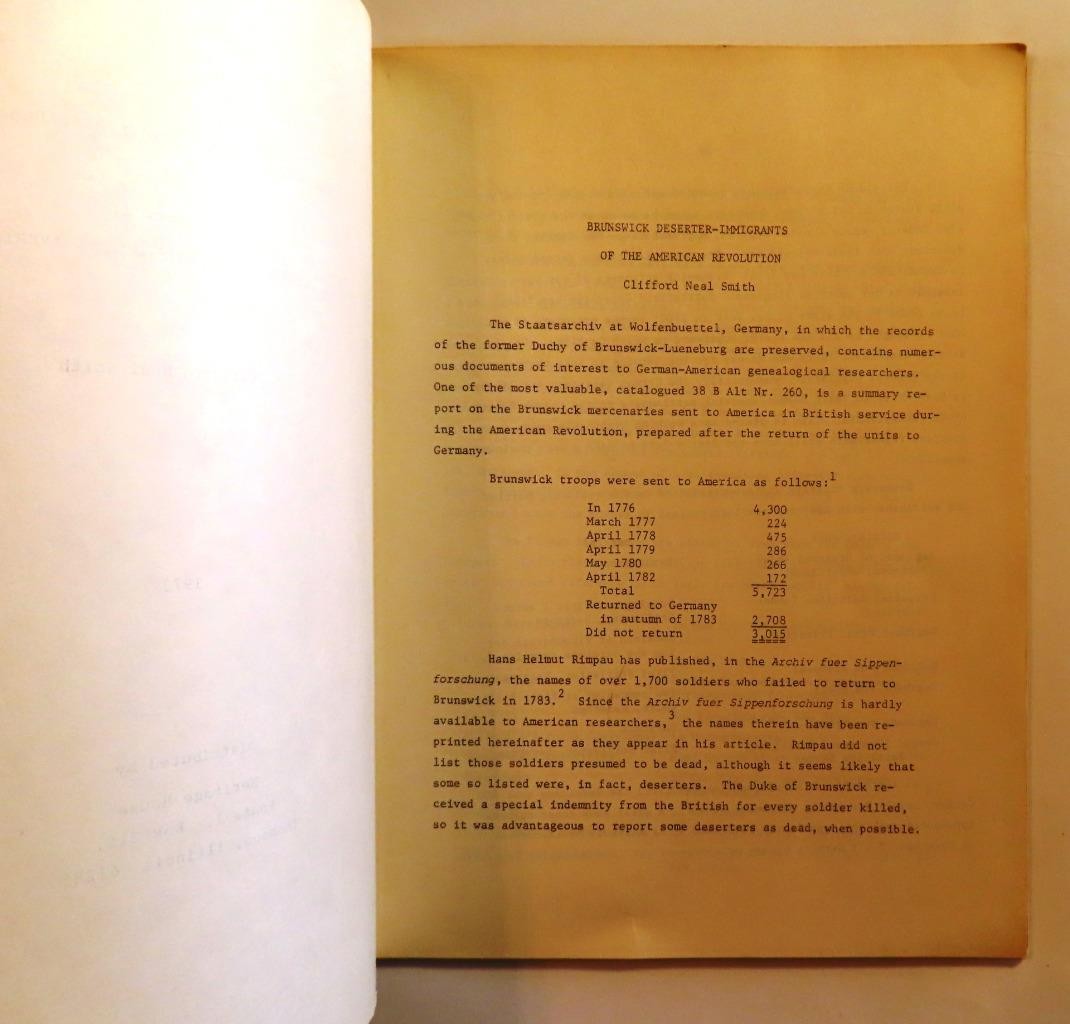 BRUNSWICK DESERTER-IMMIGRANTS
OF THE AMERICAN REVOLUTION
Clifford Neal Smith
The Staatsarchiv at Wolfenbuettel, Germany, in which the records
of the former Duchy of Brunswick-Lueneburg are preserved, contains numer-
ous documents of interest to German-American genealogical researchers.
One of the most valuable, catalogued 38 B Alt Nr. 260, is a summary re-
port on the Brunswick mercenaries sent to America in British service dur-
ing the American Revolution, prepared after the return of the units to
Germany.
Brunswick troops were sent to America as follows:1
In 1776 4,300
March 1777 224
April 1778 475
April 1779 286
May 1780 266
April 1782 172
Total 5,723
Returned to Germany
in autumn of 1783 2,708
Did not return 3,015
Hans Helmut Rimpau has published, in the Archiv fuer Sippen-
forschung, the names of over 1,700 soldiers who failed to return to
Brunswick in 1783.2 Since the Archiv fuer Sippenforschung is hardly
available to American researchers,3 the names therein have been re-
printed hereinafter as they appear in his article. Rimpau did not
list those soldiers presumed to be dead, although it seems likely that
some so listed were, in fact, deserters. The Duke of Brunswick re-
ceived a special indemnity from the British for every soldier killed,
so it was advantageous to report some deserters as dead, when possible.